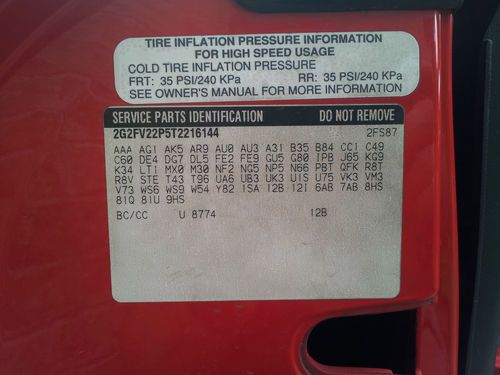 TIRE INFLATION PRESSURE INFORMATION
FOR HIGH SPEED USAGE
COLD TIRE INFLATION PRESSURE
FRT: 35 PSI/240 KPa RR: 35 PSI/240 KPa
SEE OWNER'S MANUAL FOR MORE INFORMATION
SERVICE PARTS IDENTIFICATION DO NOT REMOVE
2G2FV22P5T2216144 2FS87
AAA AG1 AK5 AR9 AU0 AU3 A31 B35 B84 CC1 C49
C60 DE4 DG7 DL5 FE2 FE9 GU5 G80 IPB J65 KG9
K34 LT1 MX0 M30 NF2 NG5 NP5 N66 PBT QFK R8T
R8V STE T43 T96 UA6 UB3 UK3 U1S U75 VK3 VM3
V73 WS6 WS9 W54 Y82 1SA 12B 12I 6AB 7AB 8HS
81Q 81U 9HS
BC/CC U 8774 12B